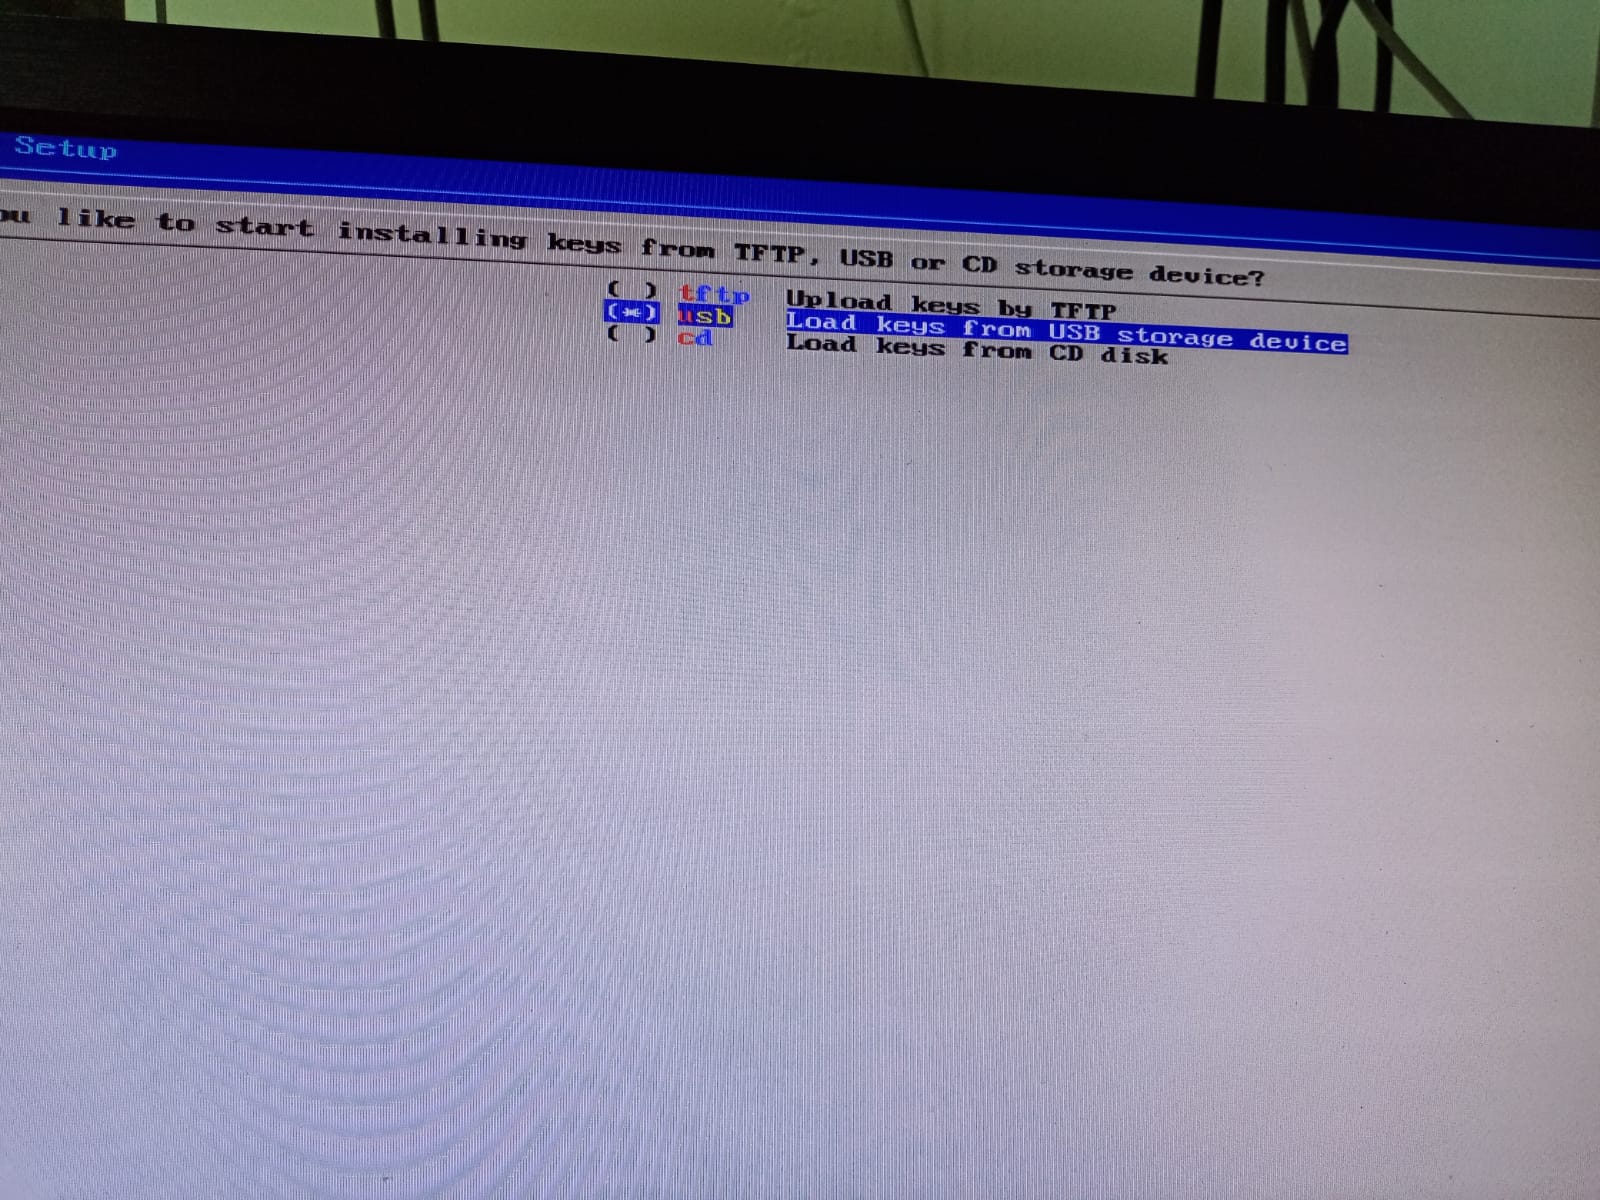 Setup
like to start installing keys from TFTP, USB or CD storage device?
( ) tftp Upload keys by TFTP
(*) usb Load keys from USB storage device
( ) cd Load keys from CD disk